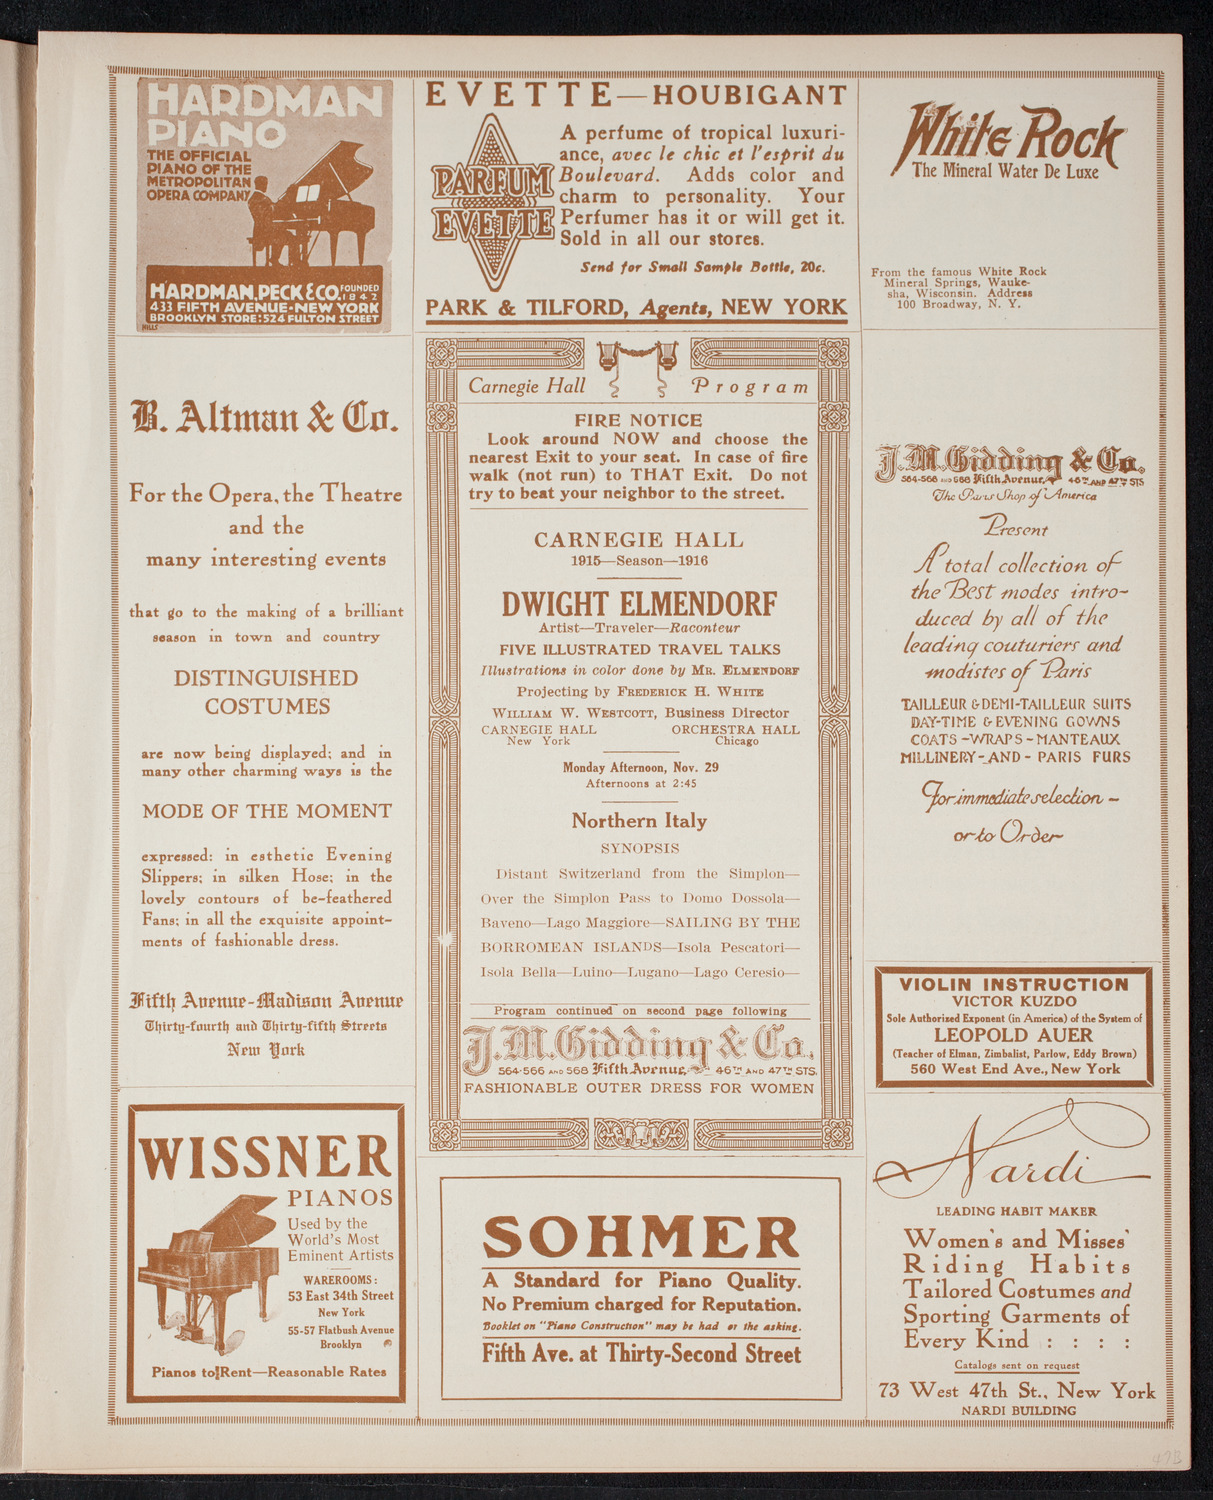 HARDMAN
PIANO
THE OFFICIAL
PIANO OF THE
METROPOLITAN
OPERA COMPANY
HARDMAN, PECK & CO. FOUNDED 1842
433 FIFTH AVENUE-NEW YORK
BROOKLYN STORE: 524 FULTON STREET
HILLS
EVETTE—HOUBIGANT
PARFUM
EVETTE
A perfume of tropical luxuri-
ance, avec le chic et l'esprit du
Boulevard. Adds color and
charm to personality. Your
Perfumer has it or will get it.
Sold in all our stores.
Send for Small Sample Bottle, 20c.
PARK & TILFORD, Agents, NEW YORK
White Rock
The Mineral Water De Luxe
From the famous White Rock
Mineral Springs, Wauke-
sha, Wisconsin. Address
100 Broadway, N. Y.
B. Altman & Co.
For the Opera, the Theatre
and the
many interesting events
that go to the making of a brilliant
season in town and country
DISTINGUISHED
COSTUMES
are now being displayed; and in
many other charming ways is the
MODE OF THE MOMENT
expressed: in esthetic Evening
Slippers; in silken Hose; in the
lovely contours of be-feathered
Fans; in all the exquisite appoint-
ments of fashionable dress.
Fifth Avenue-Madison Avenue
Thirty-fourth and Thirty-fifth Streets
New York
Carnegie Hall Program
FIRE NOTICE
Look around NOW and choose the
nearest Exit to your seat. In case of fire
walk (not run) to THAT Exit. Do not
try to beat your neighbor to the street.
CARNEGIE HALL
1915—Season—1916
DWIGHT ELMENDORF
Artist—Traveler—Raconteur
FIVE ILLUSTRATED TRAVEL TALKS
Illustrations in color done by MR. ELMENDORF
Projecting by FREDERICK H. WHITE
WILLIAM W. WESTCOTT, Business Director
CARNEGIE HALL ORCHESTRA HALL
New York Chicago
Monday Afternoon, Nov. 29
Afternoons at 2:45
Northern Italy
SYNOPSIS
Distant Switzerland from the Simplon—
Over the Simplon Pass to Domo Dossola—
Baveno—Lago Maggiore—SAILING BY THE
BORROMEAN ISLANDS—Isola Pescatori—
Isola Bella—Luino—Lugano—Lago Ceresio—
Program continued on second page following
J.M. Gidding & Co.
564-566 AND 568 Fifth Avenue, 46TH AND 47TH STS.
FASHIONABLE OUTER DRESS FOR WOMEN
J.M. Gidding & Co.
564-566 AND 568 Fifth Avenue 46TH AND 47TH STS
The Paris Shop of America
Present
A total collection of
the Best modes intro-
duced by all of the
leading couturiers and
modistes of Paris
TAILLEUR & DEMI-TAILLEUR SUITS
DAY-TIME & EVENING GOWNS
COATS-WRAPS-MANTEAUX
MILLINERY-AND-PARIS FURS
For immediate selection -
or to Order
VIOLIN INSTRUCTION
VICTOR KUZDO
Sole Authorized Exponent (in America) of the System of
LEOPOLD AUER
(Teacher of Elman, Zimbalist, Parlow, Eddy Brown)
560 West End Ave., New York
WISSNER
PIANOS
Used by the
World's Most
Eminent Artists
WAREROOMS:
53 East 34th Street
New York
55-57 Flatbush Avenue
Brooklyn
Pianos to Rent—Reasonable Rates
SOHMER
A Standard for Piano Quality.
No Premium charged for Reputation.
Booklet on "Piano Construction" may be had or the asking.
Fifth Ave. at Thirty-Second Street
Nardi
LEADING HABIT MAKER
Women's and Misses'
Riding Habits
Tailored Costumes and
Sporting Garments of
Every Kind : : : :
Catalogs sent on request
73 West 47th St., New York
NARDI BUILDING
49B